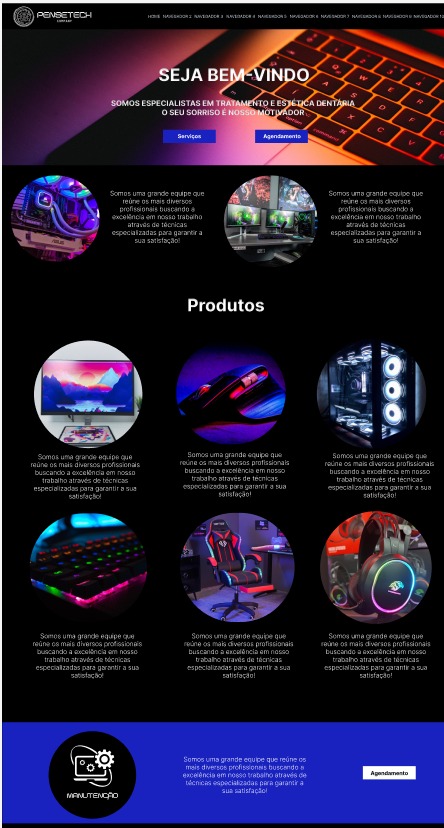 PENSETECH
COMPANY
HOME NAVEGADOR 2 NAVEGADOR 3 NAVEGADOR 4 NAVEGADOR 5 NAVEGADOR 6 NAVEGADOR 7 NAVEGADOR 8 NAVEGADOR 9 NAVEGADOR 10
SEJA BEM-VINDO
SOMOS ESPECIALISTAS EM TRATAMENTO E ESTÉTICA DENTÁRIA
O SEU SORRISO É NOSSO MOTIVADOR
Serviços
Agendamento
Somos uma grande equipe que
reúne os mais diversos
profissionais buscando a
excelência em nosso trabalho
através de técnicas
especializadas para garantir a
sua satisfação!
Somos uma grande equipe que
reúne os mais diversos
profissionais buscando a
excelência em nosso trabalho
através de técnicas
especializadas para garantir a
sua satisfação!
Produtos
Somos uma grande equipe que
reúne os mais diversos profissionais
buscando a excelência em nosso
trabalho através de técnicas
especializadas para garantir a sua
satisfação!
Somos uma grande equipe que
reúne os mais diversos profissionais
buscando a excelência em nosso
trabalho através de técnicas
especializadas para garantir a sua
satisfação!
Somos uma grande equipe que
reúne os mais diversos profissionais
buscando a excelência em nosso
trabalho através de técnicas
especializadas para garantir a sua
satisfação!
Somos uma grande equipe que
reúne os mais diversos profissionais
buscando a excelência em nosso
trabalho através de técnicas
especializadas para garantir a sua
satisfação!
Somos uma grande equipe que
reúne os mais diversos profissionais
buscando a excelência em nosso
trabalho através de técnicas
especializadas para garantir a sua
satisfação!
Somos uma grande equipe que
reúne os mais diversos profissionais
buscando a excelência em nosso
trabalho através de técnicas
especializadas para garantir a sua
satisfação!
MANUTENÇÃO
Somos uma grande equipe que reúne os
mais diversos profissionais buscando a
excelência em nosso trabalho através de
técnicas especializadas para garantir a
sua satisfação!
Agendamento